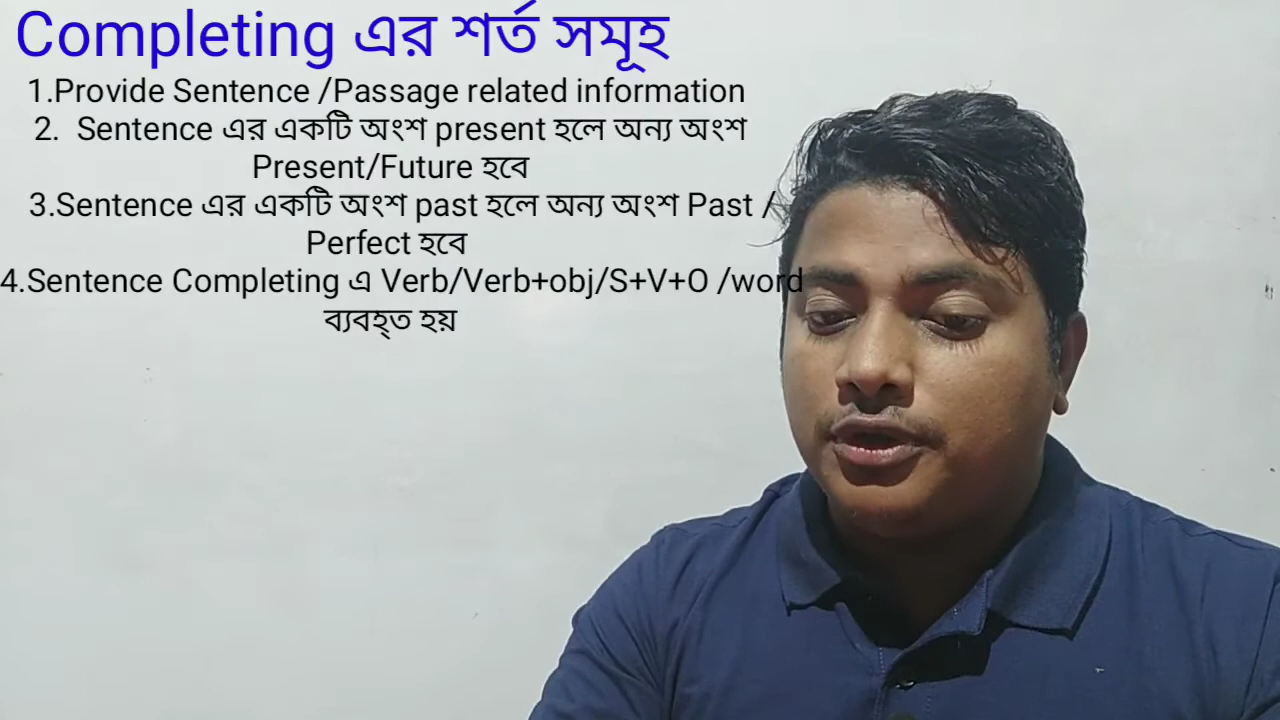 Completing এর শর্ত সমূহ
1.Provide Sentence /Passage related information
2. Sentence এর একটি অংশ present হলে অন্য অংশ
Present/Future হবে
3.Sentence এর একটি অংশ past হলে অন্য অংশ Past /
Perfect হবে
4.Sentence Completing এ Verb/Verb+obj/S+V+O /word
ব্যবহ্ত হয়